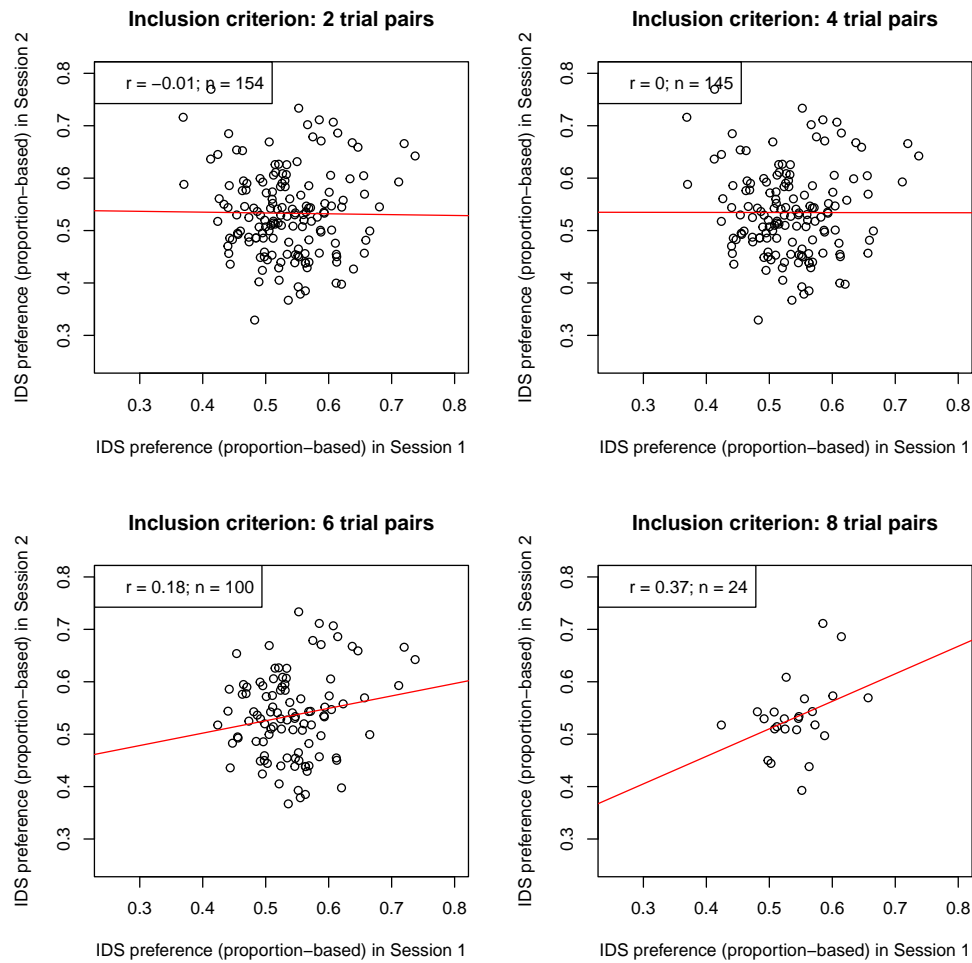 Inclusion criterion: 2 trial pairs
r = −0.01; n = 154
IDS preference (proportion−based) in Session 2
0.8
0.7
0.6
0.5
0.4
0.3
0.3 0.4 0.5 0.6 0.7 0.8
IDS preference (proportion−based) in Session 1
Inclusion criterion: 4 trial pairs
r = 0; n = 145
IDS preference (proportion−based) in Session 2
0.8
0.7
0.6
0.5
0.4
0.3
0.3 0.4 0.5 0.6 0.7 0.8
IDS preference (proportion−based) in Session 1
Inclusion criterion: 6 trial pairs
r = 0.18; n = 100
IDS preference (proportion−based) in Session 2
0.8
0.7
0.6
0.5
0.4
0.3
0.3 0.4 0.5 0.6 0.7 0.8
IDS preference (proportion−based) in Session 1
Inclusion criterion: 8 trial pairs
r = 0.37; n = 24
IDS preference (proportion−based) in Session 2
0.8
0.7
0.6
0.5
0.4
0.3
0.3 0.4 0.5 0.6 0.7 0.8
IDS preference (proportion−based) in Session 1